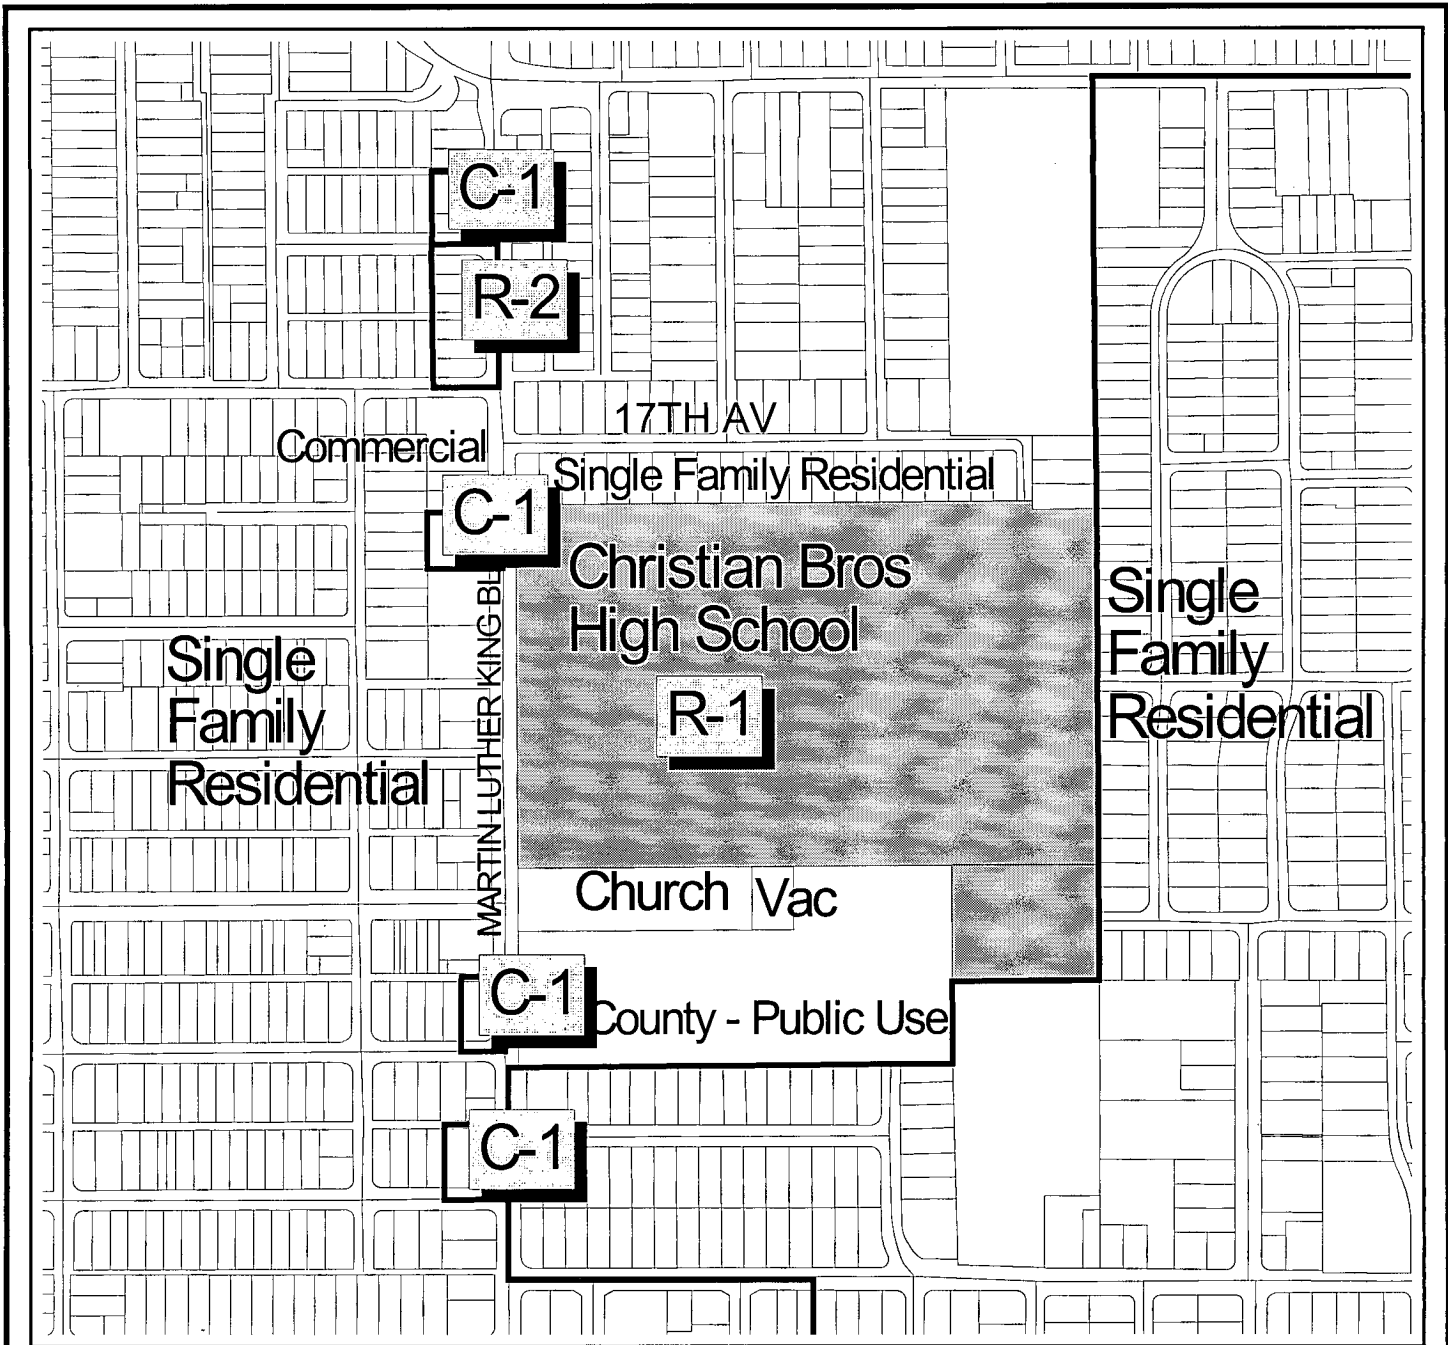 C-1
R-2
17TH AV
Commercial
Single Family Residential
C-1
Christian Bros
High School
Single
Family
Residential
Single
Family
Residential
R-1
MARTIN LUTHER KING BL
Church
Vac
C-1
County - Public Use
C-1